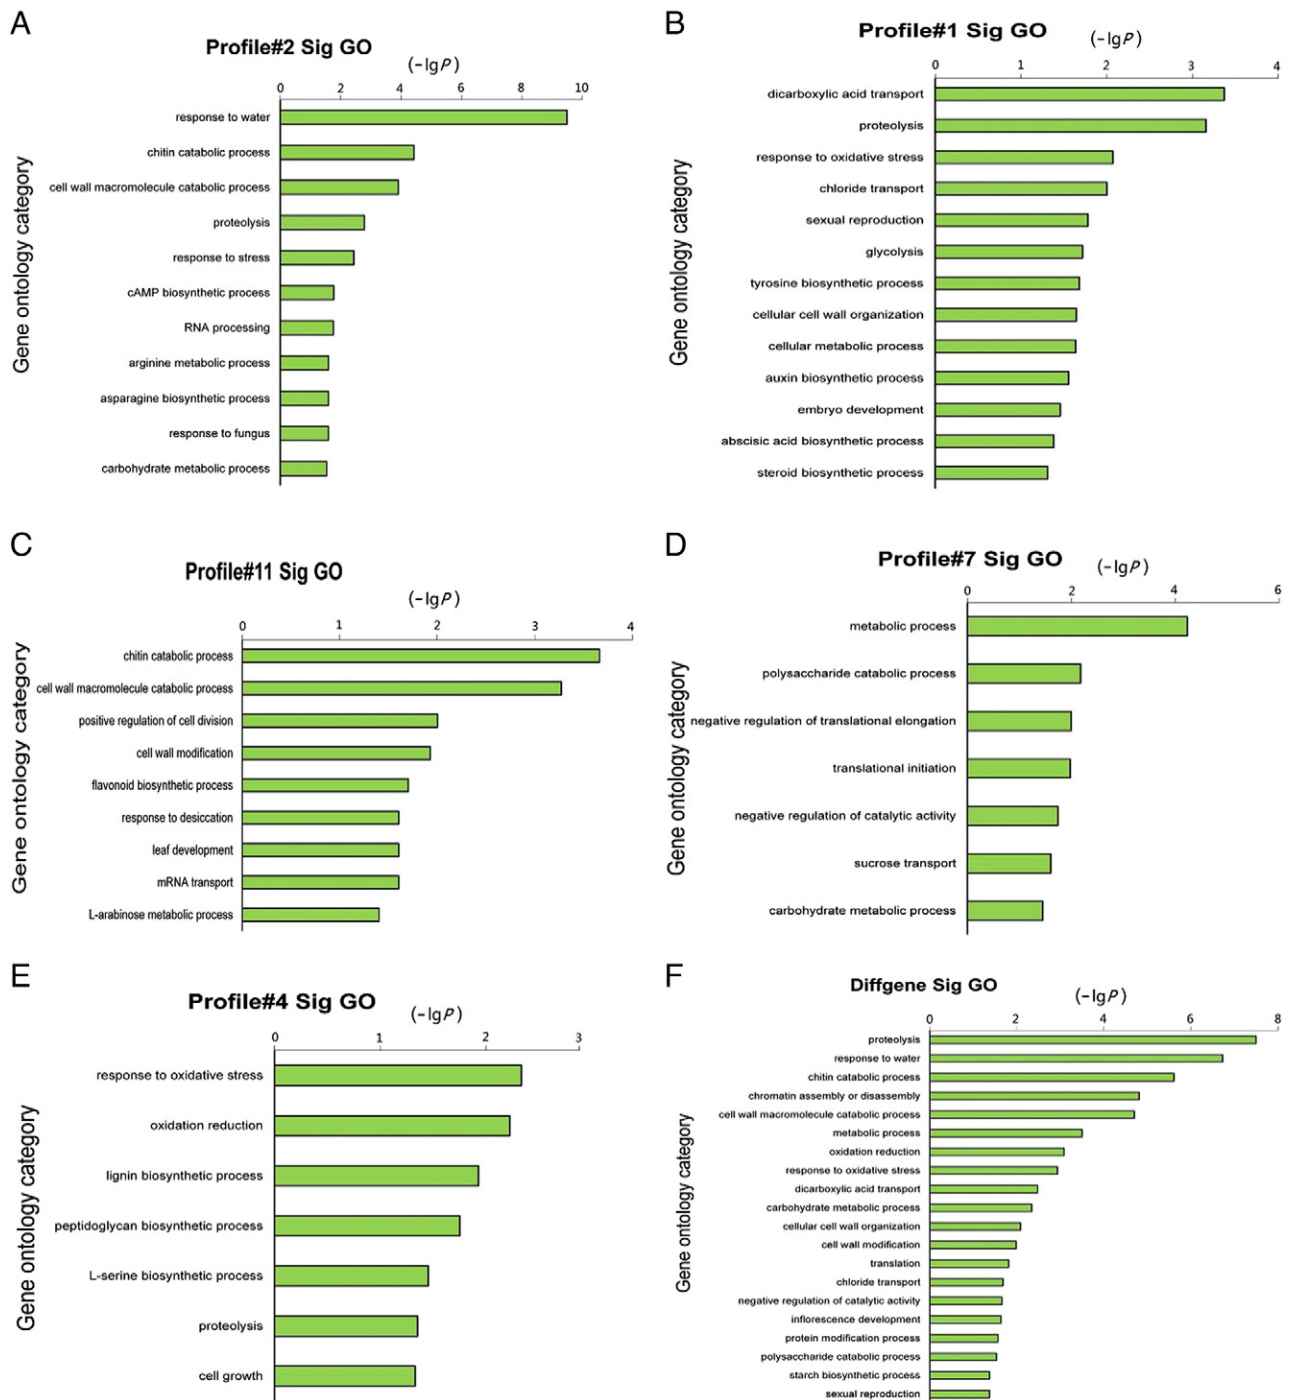 A
Profile#2 Sig GO
(-lgP)
0 2 4 6 8 10
Gene ontology category
response to water
chitin catabolic process
cell wall macromolecule catabolic process
proteolysis
response to stress
cAMP biosynthetic process
RNA processing
arginine metabolic process
asparagine biosynthetic process
response to fungus
carbohydrate metabolic process
B
Profile#1 Sig GO
(-lgP)
0 1 2 3 4
Gene ontology category
dicarboxylic acid transport
proteolysis
response to oxidative stress
chloride transport
sexual reproduction
glycolysis
tyrosine biosynthetic process
cellular cell wall organization
cellular metabolic process
auxin biosynthetic process
embryo development
abscisic acid biosynthetic process
steroid biosynthetic process
C
Profile#11 Sig GO
(-lgP)
0 1 2 3 4
Gene ontology category
chitin catabolic process
cell wall macromolecule catabolic process
positive regulation of cell division
cell wall modification
flavonoid biosynthetic process
response to desiccation
leaf development
mRNA transport
L-arabinose metabolic process
D
Profile#7 Sig GO
(-lgP)
0 2 4 6
Gene ontology category
metabolic process
polysaccharide catabolic process
negative regulation of translational elongation
translational initiation
negative regulation of catalytic activity
sucrose transport
carbohydrate metabolic process
E
Profile#4 Sig GO
(-lgP)
0 1 2 3
Gene ontology category
response to oxidative stress
oxidation reduction
lignin biosynthetic process
peptidoglycan biosynthetic process
L-serine biosynthetic process
proteolysis
cell growth
F
Diffgene Sig GO
(-lgP)
0 2 4 6 8
Gene ontology category
proteolysis
response to water
chitin catabolic process
chromatin assembly or disassembly
cell wall macromolecule catabolic process
metabolic process
oxidation reduction
response to oxidative stress
dicarboxylic acid transport
carbohydrate metabolic process
cellular cell wall organization
cell wall modification
translation
chloride transport
negative regulation of catalytic activity
inflorescence development
protein modification process
polysaccharide catabolic process
starch biosynthetic process
sexual reproduction